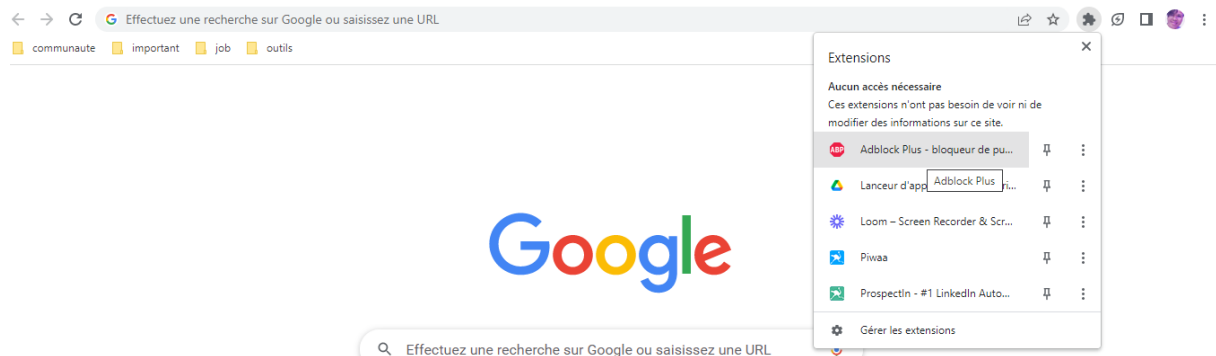 Effectuez une recherche sur Google ou saisissez une URL
communaute important job outils
Extensions
Aucun accès nécessaire
Ces extensions n'ont pas besoin de voir ni de
modifier des informations sur ce site.
ABP Adblock Plus - bloqueur de pu...
Lanceur d'app ri...
Adblock Plus
Loom – Screen Recorder & Scr...
Piwaa
ProspectIn - #1 LinkedIn Auto...
Gérer les extensions
Google
Effectuez une recherche sur Google ou saisissez une URL